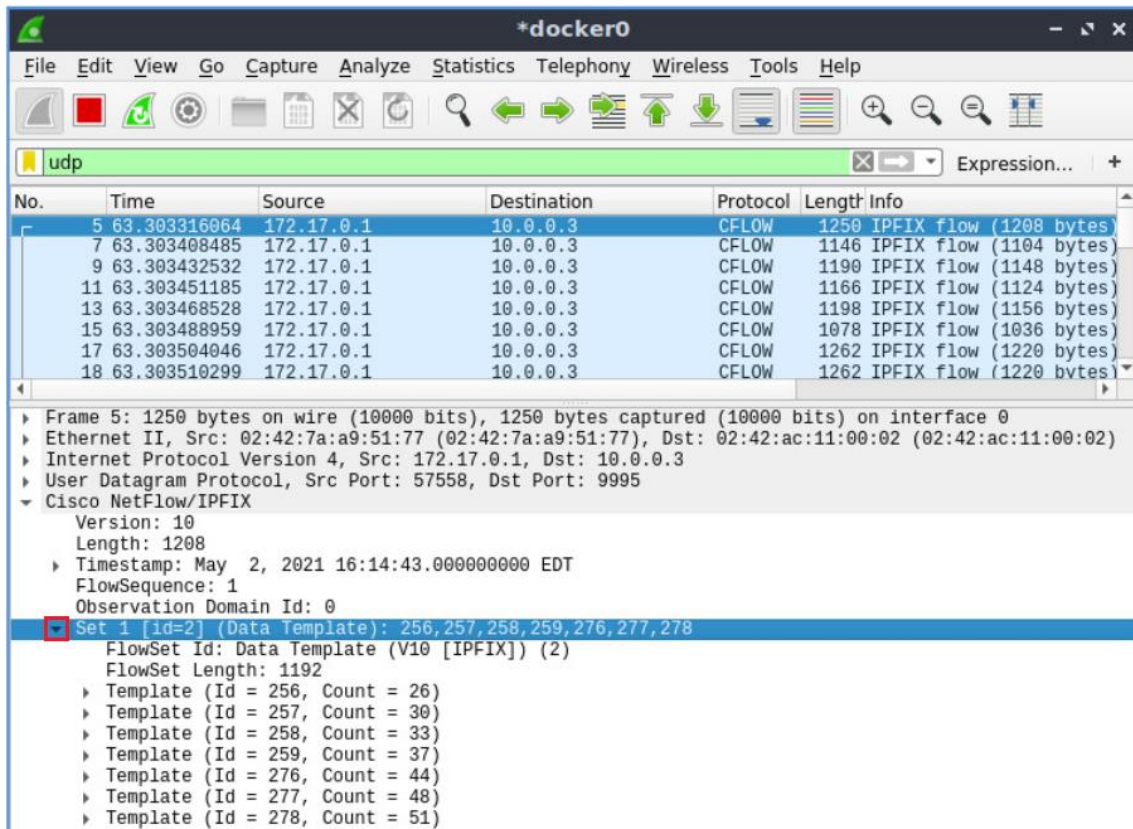 *docker0
File Edit View Go Capture Analyze Statistics Telephony Wireless Tools Help
udp Expression... +
No. Time Source Destination Protocol Length Info
5 63.303316064 172.17.0.1 10.0.0.3 CFLOW 1250 IPFIX flow (1208 bytes)
7 63.303408485 172.17.0.1 10.0.0.3 CFLOW 1146 IPFIX flow (1104 bytes)
9 63.303432532 172.17.0.1 10.0.0.3 CFLOW 1190 IPFIX flow (1148 bytes)
11 63.303451185 172.17.0.1 10.0.0.3 CFLOW 1166 IPFIX flow (1124 bytes)
13 63.303468528 172.17.0.1 10.0.0.3 CFLOW 1198 IPFIX flow (1156 bytes)
15 63.303488959 172.17.0.1 10.0.0.3 CFLOW 1078 IPFIX flow (1036 bytes)
17 63.303504046 172.17.0.1 10.0.0.3 CFLOW 1262 IPFIX flow (1220 bytes)
18 63.303510299 172.17.0.1 10.0.0.3 CFLOW 1262 IPFIX flow (1220 bytes)
Frame 5: 1250 bytes on wire (10000 bits), 1250 bytes captured (10000 bits) on interface 0
Ethernet II, Src: 02:42:7a:a9:51:77 (02:42:7a:a9:51:77), Dst: 02:42:ac:11:00:02 (02:42:ac:11:00:02)
Internet Protocol Version 4, Src: 172.17.0.1, Dst: 10.0.0.3
User Datagram Protocol, Src Port: 57558, Dst Port: 9995
Cisco NetFlow/IPFIX
Version: 10
Length: 1208
Timestamp: May 2, 2021 16:14:43.000000000 EDT
FlowSequence: 1
Observation Domain Id: 0
Set 1 [id=2] (Data Template): 256,257,258,259,276,277,278
FlowSet Id: Data Template (V10 [IPFIX]) (2)
FlowSet Length: 1192
Template (Id = 256, Count = 26)
Template (Id = 257, Count = 30)
Template (Id = 258, Count = 33)
Template (Id = 259, Count = 37)
Template (Id = 276, Count = 44)
Template (Id = 277, Count = 48)
Template (Id = 278, Count = 51)